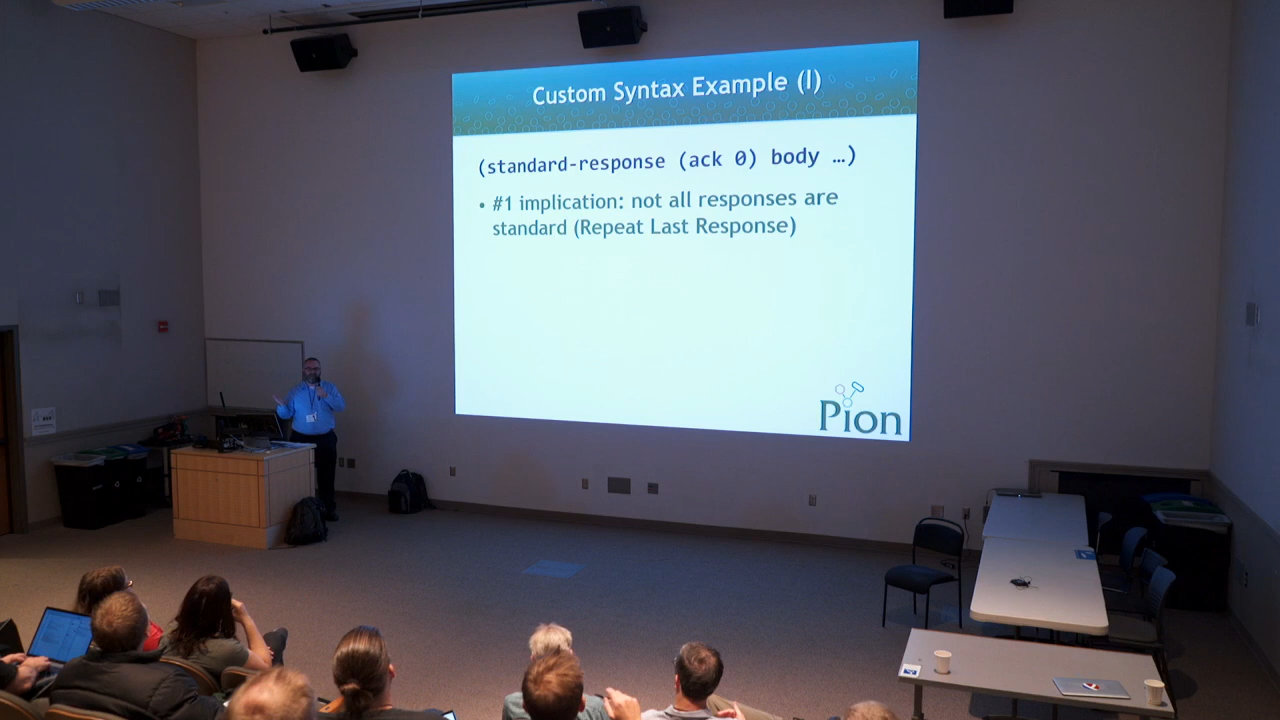 Custom Syntax Example (I)
(standard-response (ack 0) body …)
• #1 implication: not all responses are
standard (Repeat Last Response)
Pion